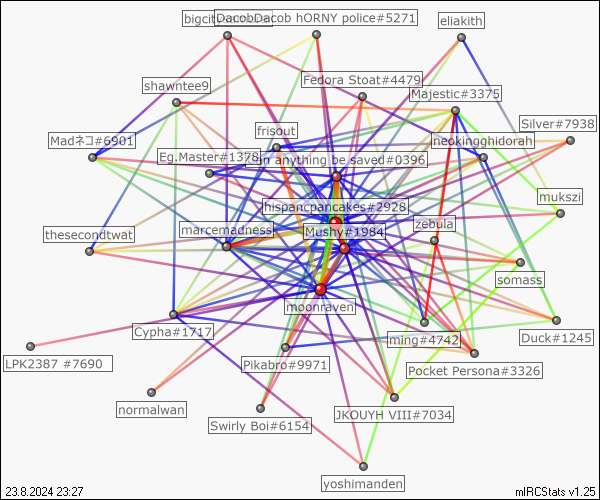 DacobDacob hORNY police#5271
eliakith
Fedora Stoat#4479
shawntee9
Majestic#3375
Silver#7938
frisout
Madネコ#6901
neokingghidorah
Eg.Master#1378
n anything be saved#0396
mukszi
hispancpancakes#2928
zebula
marcemadness
Mushy#1984
thesecondtwat
somass
moonraven
Cypha#1717
ming#4742
Duck#1245
LPK2387 #7690
Pikabro#9971
Pocket Persona#3326
normalwan
JKOUYH VIII#7034
Swirly Boi#6154
yoshimanden
23.8.2024 23:27
mIRCStats v1.25